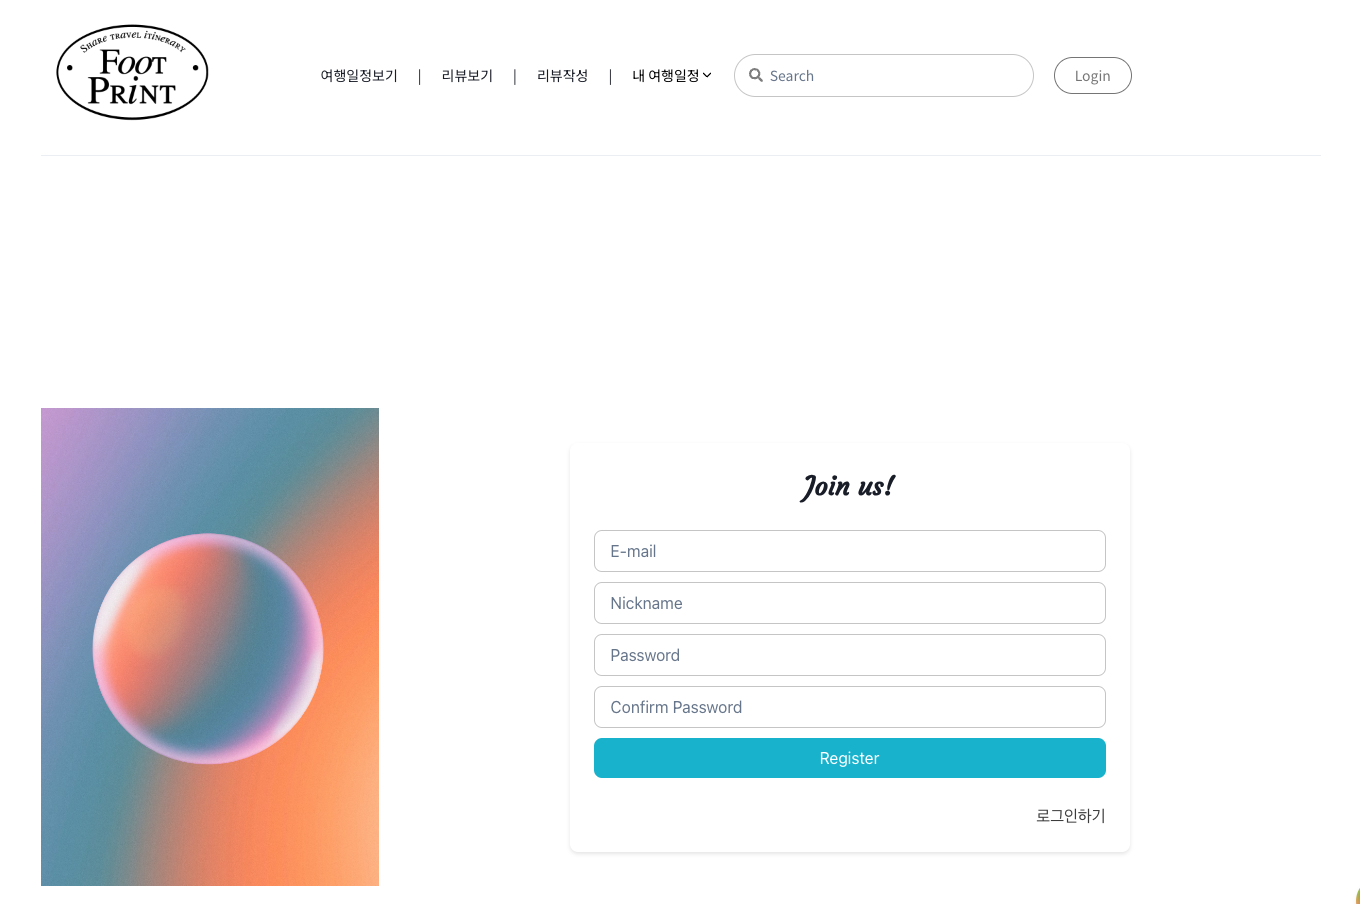 Share travel itinerary
Foot
Print
여행일정보기 | 리뷰보기 | 리뷰작성 | 내 여행일정 Search Login
Join us!
E-mail
Nickname
Password
Confirm Password
Register
로그인하기